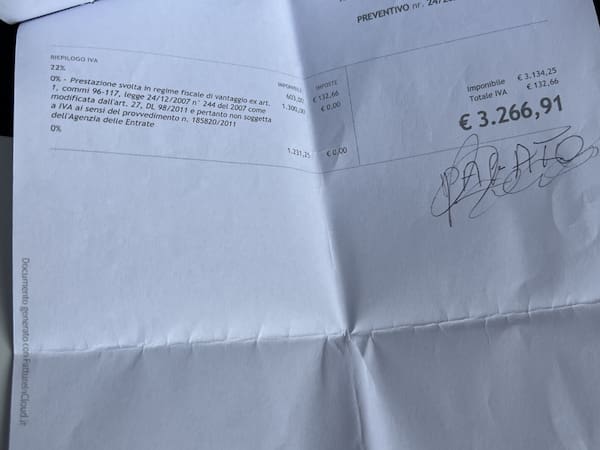 PREVENTIVO nr.
RIEPILOGO IVA
IMPONIBILE IMPOSTE
22% 603,00 € 132,66
0% - Prestazione svolta in regime fiscale di vantaggio ex art. 1.300,00 € 0,00
1, commi 96-117, legge 24/12/2007 n° 244 del 2007 come
modificata dall'art. 27, DL 98/2011 e pertanto non soggetta
a IVA ai sensi del provvedimento n. 185820/2011
dell'Agenzia delle Entrate
0% 1.231,25 € 0,00
Imponibile € 3.134,25
Totale IVA € 132,66
€ 3.266,91
PAGATO
Documento generato con FattureInCloud.it